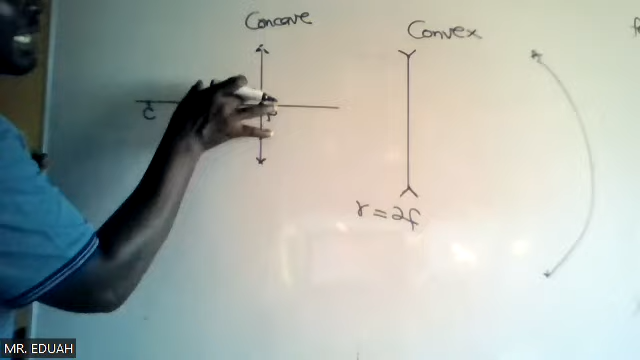 Concave
Convex
C
P
r = 2f
MR. EDUAH